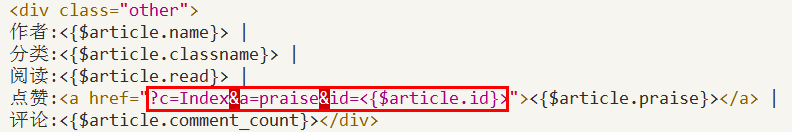 <div class="other">
作者:<{$article.name}> |
分类:<{$article.classname}> |
阅读:<{$article.read}> |
点赞:<a href="?c=Index&a=praise&id=<{$article.id}>"><{$article.praise}></a> |
评论:<{$article.comment_count}></div>